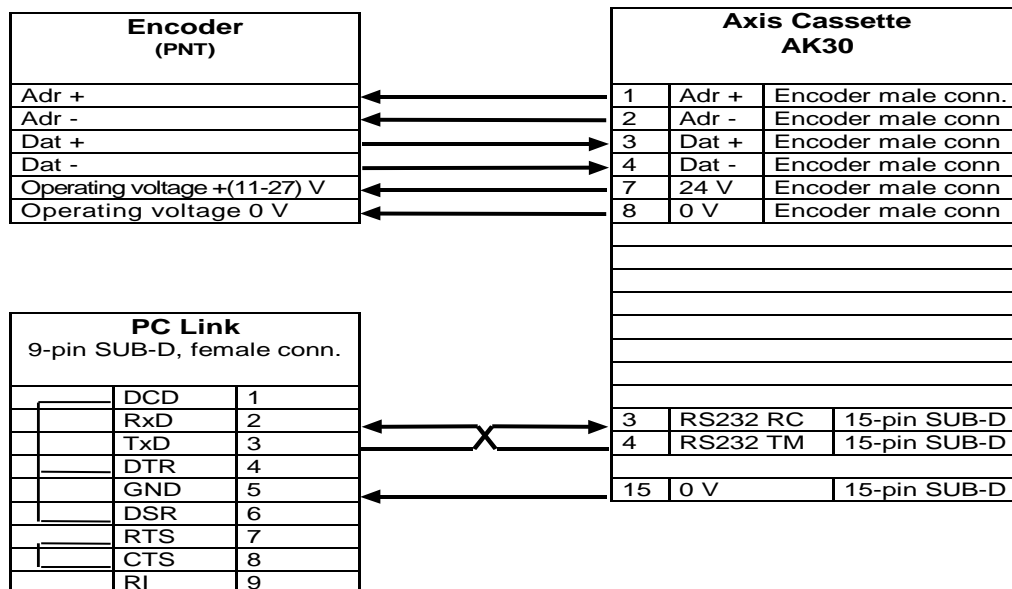 Encoder
(PNT)
Adr +
Adr -
Dat +
Dat -
Operating voltage +(11-27) V
Operating voltage 0 V
Axis Cassette
AK30
1 Adr + Encoder male conn.
2 Adr - Encoder male conn
3 Dat + Encoder male conn
4 Dat - Encoder male conn
7 24 V Encoder male conn
8 0 V Encoder male conn
3 RS232 RC 15-pin SUB-D
4 RS232 TM 15-pin SUB-D
15 0 V 15-pin SUB-D
PC Link
9-pin SUB-D, female conn.
DCD 1
RxD 2
TxD 3
DTR 4
GND 5
DSR 6
RTS 7
CTS 8
RI 9